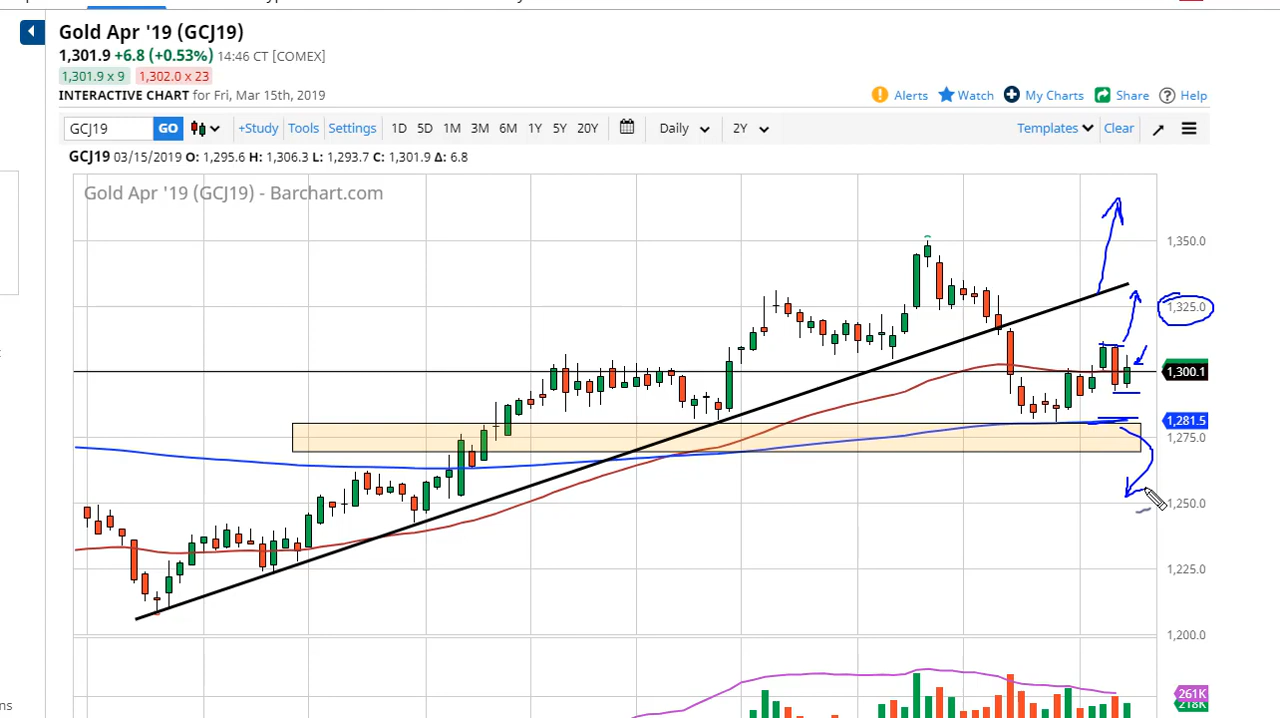 Gold Apr '19 (GCJ19)
1,301.9 +6.8 (+0.53%) 14:46 CT [COMEX]
1,301.9 x 9 1,302.0 x 23
INTERACTIVE CHART for Fri, Mar 15th, 2019
Alerts Watch My Charts Share Help
GCJ19 GO +Study Tools Settings 1D 5D 1M 3M 6M 1Y 5Y 20Y Daily 2Y Templates Clear
GCJ19 03/15/2019 O: 1,295.6 H: 1,306.3 L: 1,293.7 C: 1,301.9 Δ: 6.8
Gold Apr '19 (GCJ19) - Barchart.com
1,350.0
1,325.0
1,300.1
1,281.5
1,275.0
1,250.0
1,225.0
1,200.0
261K
218K
ns